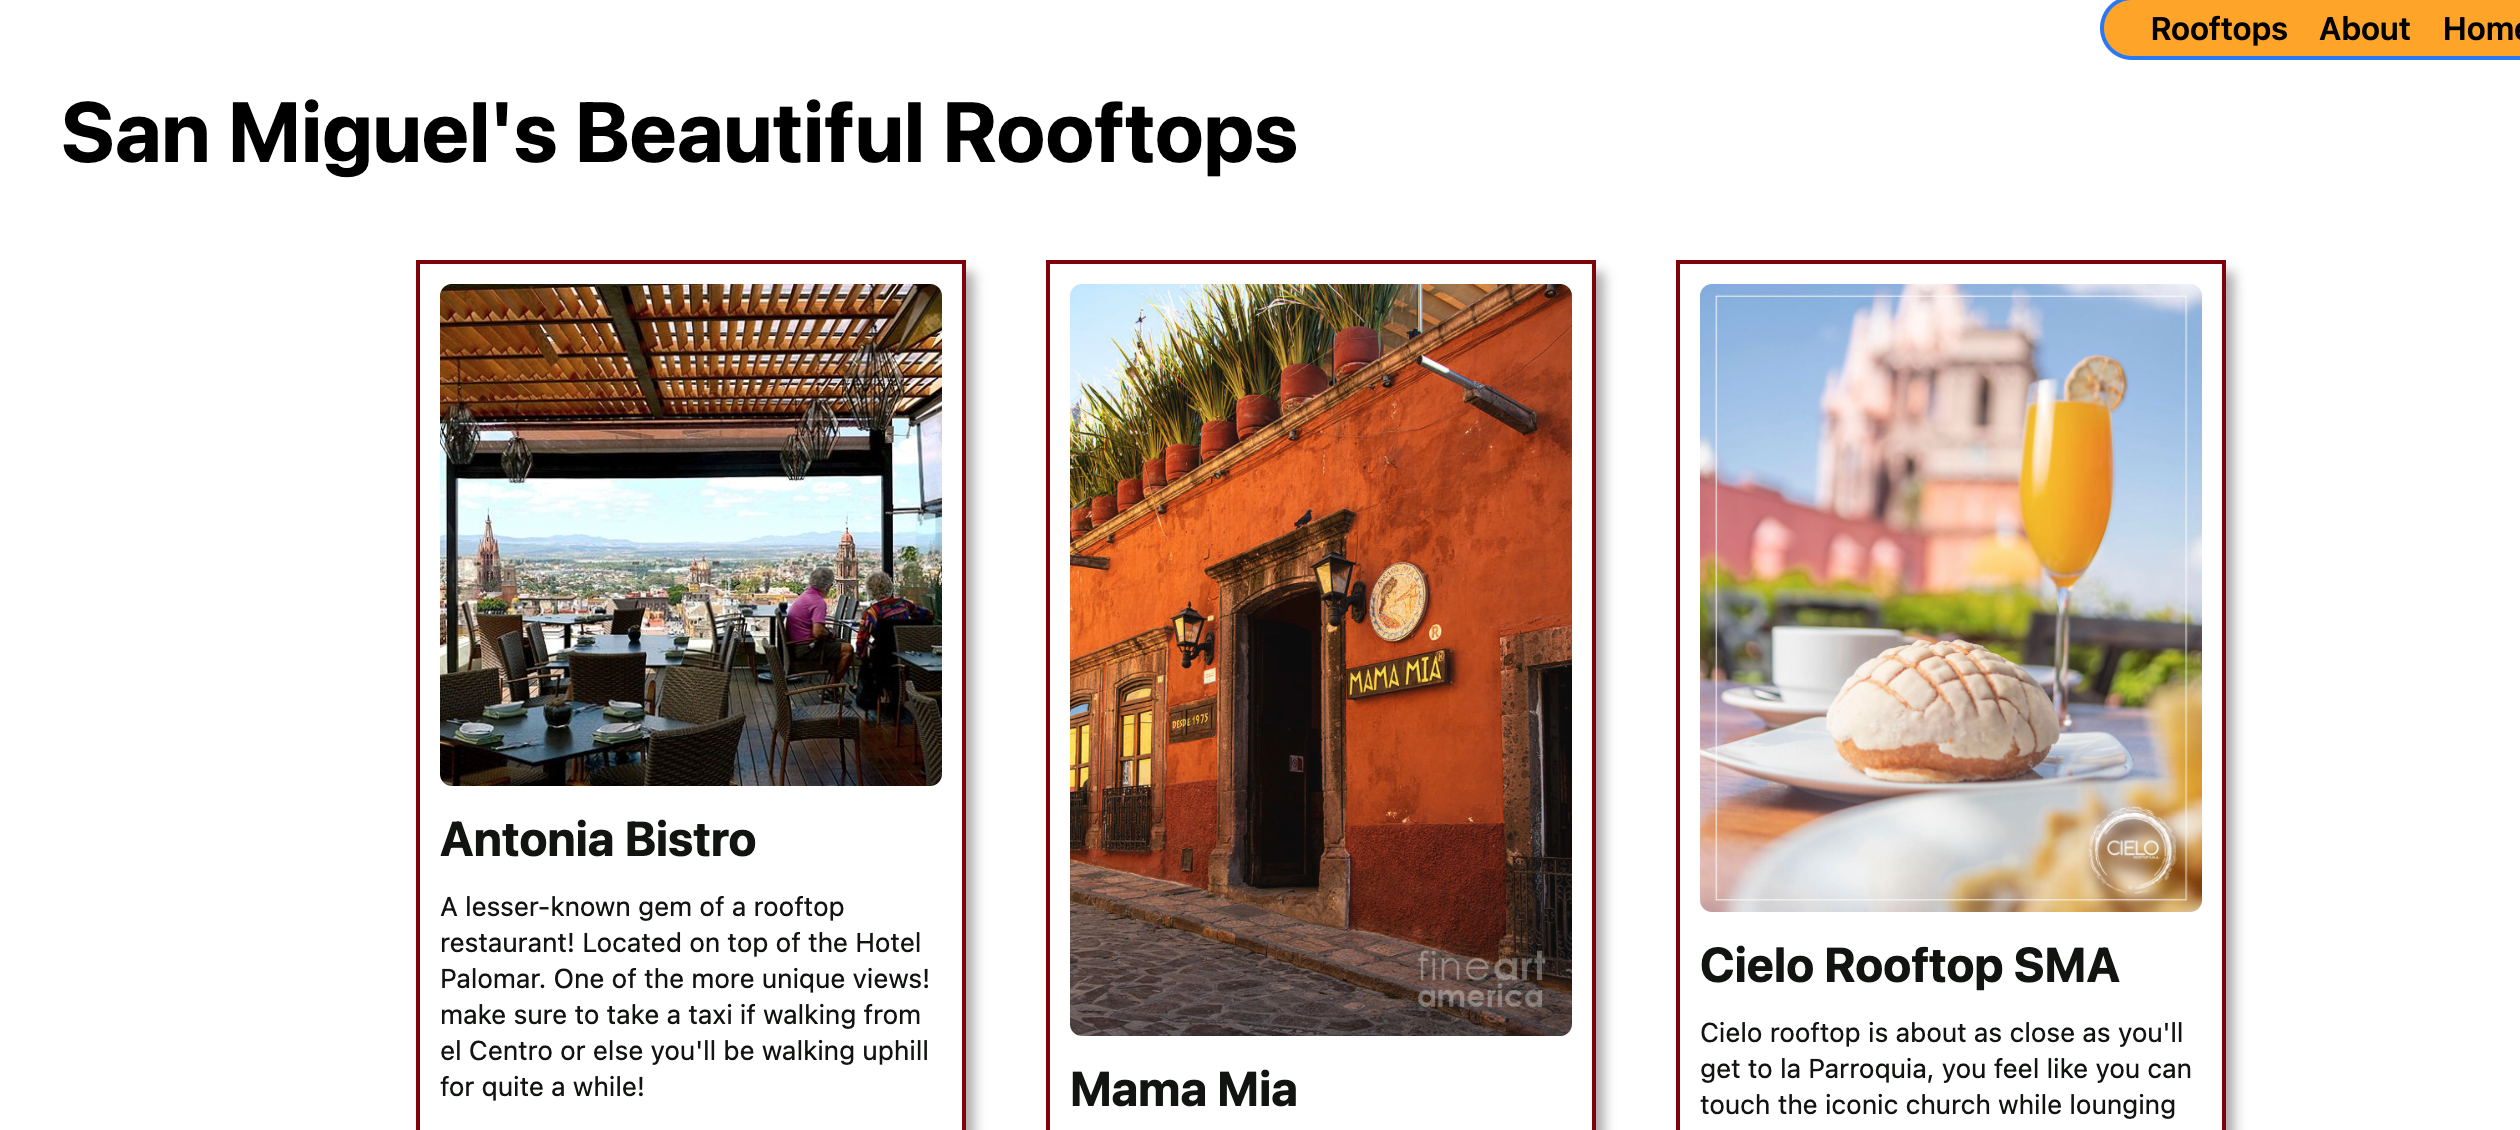 Rooftops About Home
San Miguel's Beautiful Rooftops
MAMA MIA
DESDE 1975
fineart
america
CIELO
Antonia Bistro
A lesser-known gem of a rooftop
restaurant! Located on top of the Hotel
Palomar. One of the more unique views!
make sure to take a taxi if walking from
el Centro or else you'll be walking uphill
for quite a while!
Mama Mia
Cielo Rooftop SMA
Cielo rooftop is about as close as you'll
get to la Parroquia, you feel like you can
touch the iconic church while lounging